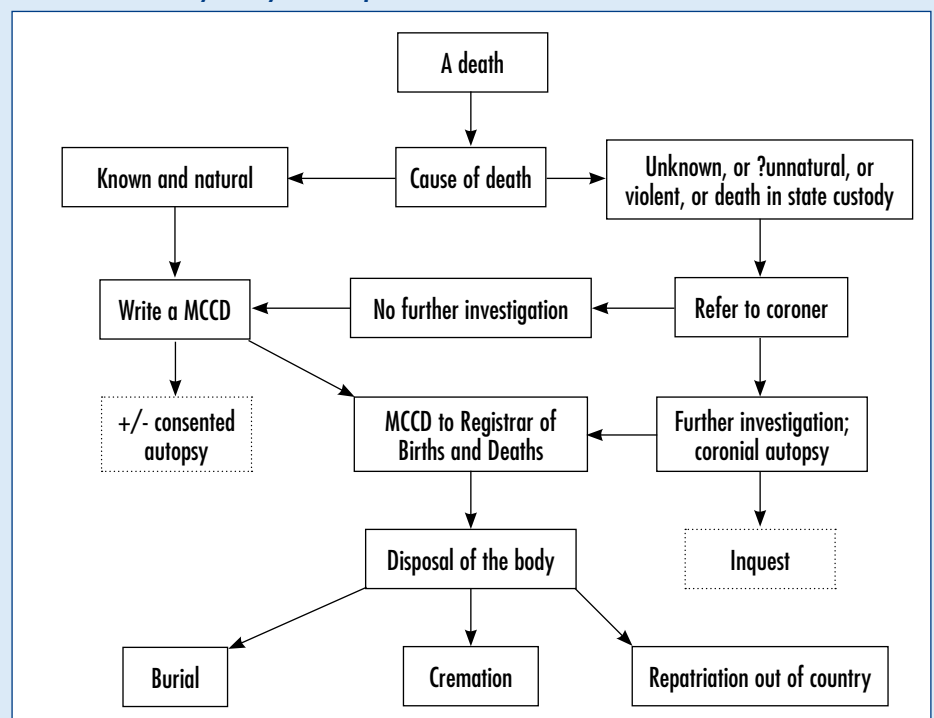 A death
Known and natural
Cause of death
Unknown, or ?unnatural, or
violent, or death in state custody
Write a MCCD
No further investigation
Refer to coroner
+/- consented
autopsy
MCCD to Registrar of
Births and Deaths
Further investigation;
coronial autopsy
Disposal of the body
Inquest
Burial
Cremation
Repatriation out of country